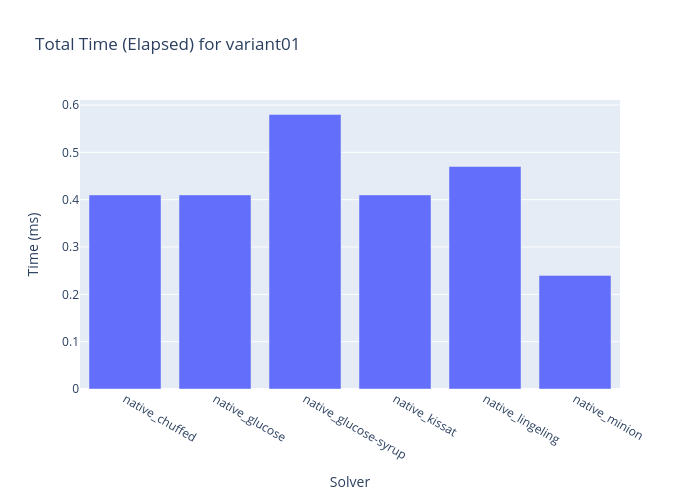 Total Time (Elapsed) for variant01
0.6
0.5
0.4
0.3
0.2
0.1
0
Time (ms)
native_chuffed
native_glucose
native_glucose-syrup
native_kissat
native_lingeling
native_minion
Solver